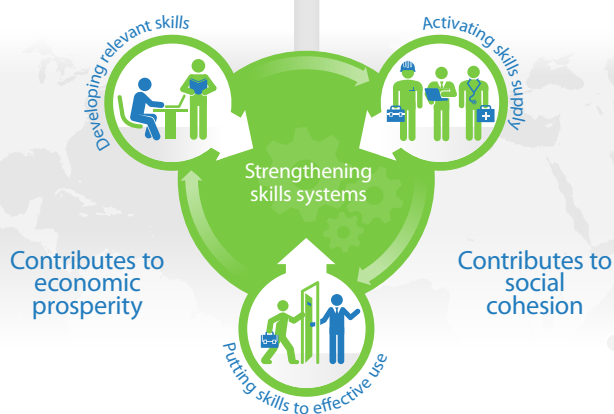 Developing relevant skills
Activating skills supply
Strengthening
skills systems
Contributes to
economic
prosperity
Contributes to
social
cohesion
Putting skills to effective use